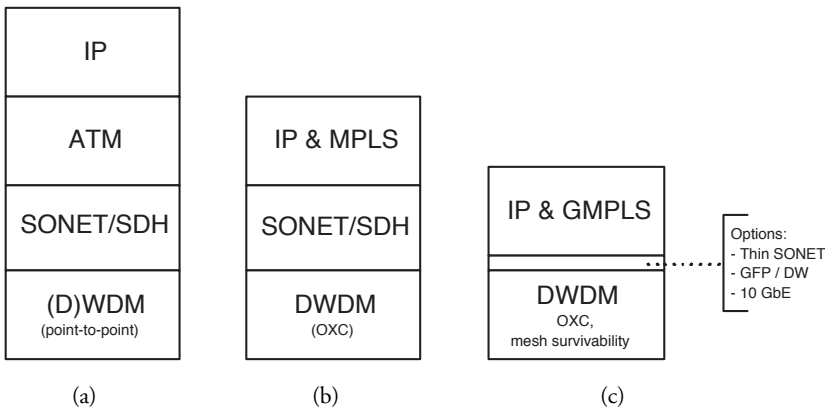 IP
ATM
SONET/SDH
(D)WDM
(point-to-point)
(a)
IP & MPLS
SONET/SDH
DWDM
(OXC)
(b)
IP & GMPLS
DWDM
OXC,
mesh survivability
(c)
Options:
- Thin SONET
- GFP / DW
- 10 GbE